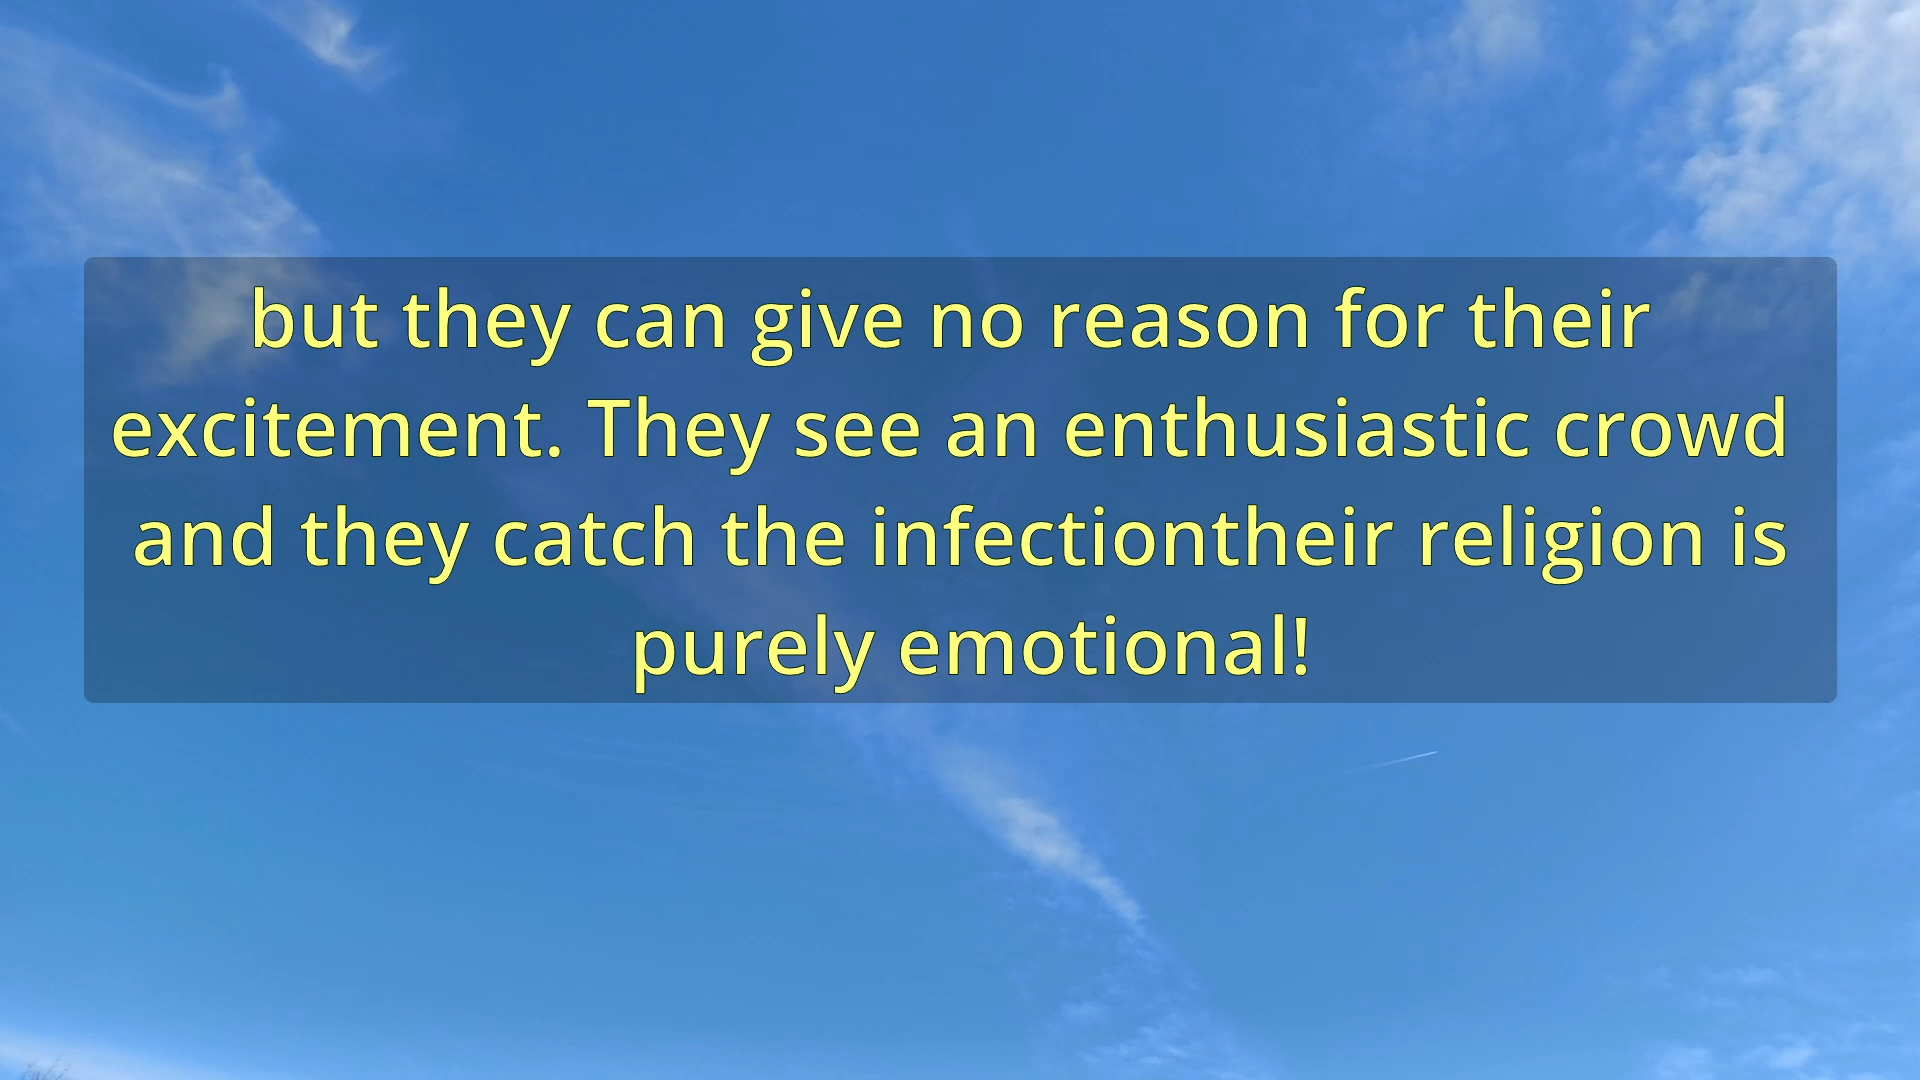 but they can give no reason for their
excitement. They see an enthusiastic crowd
and they catch the infectiontheir religion is
purely emotional!